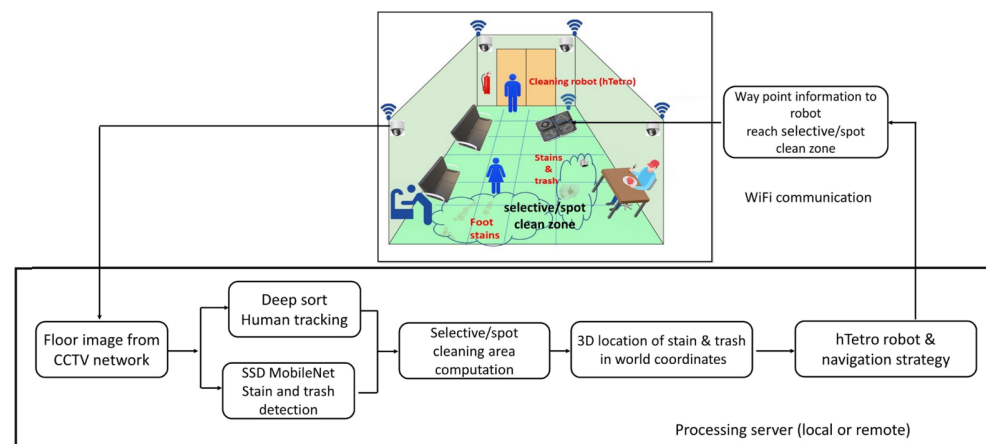 Cleaning robot (hTetro)
Stains
&
trash
selective/spot
clean zone
Foot
stains
Way point information to
robot
reach selective/spot
clean zone
WiFi communication
Floor image from
CCTV network
Deep sort
Human tracking
SSD MobileNet
Stain and trash
detection
Selective/spot
cleaning area
computation
3D location of stain & trash
in world coordinates
hTetro robot &
navigation strategy
Processing server (local or remote)